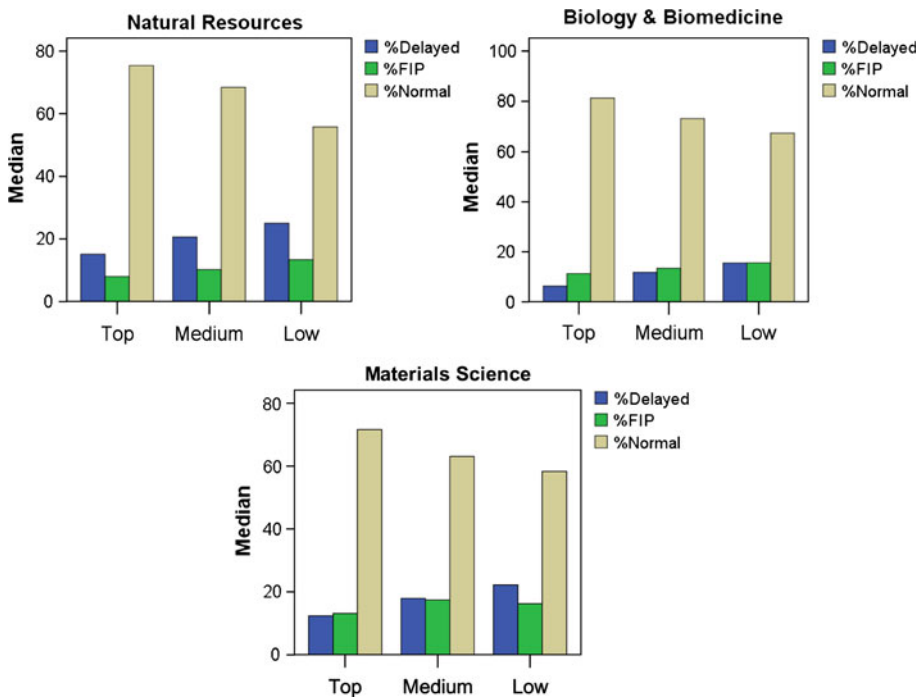 Natural Resources
%Delayed
%FIP
%Normal
Median
80
60
40
20
0
Top Medium Low
Biology & Biomedicine
%Delayed
%FIP
%Normal
Median
100
80
60
40
20
0
Top Medium Low
Materials Science
%Delayed
%FIP
%Normal
Median
80
60
40
20
0
Top Medium Low